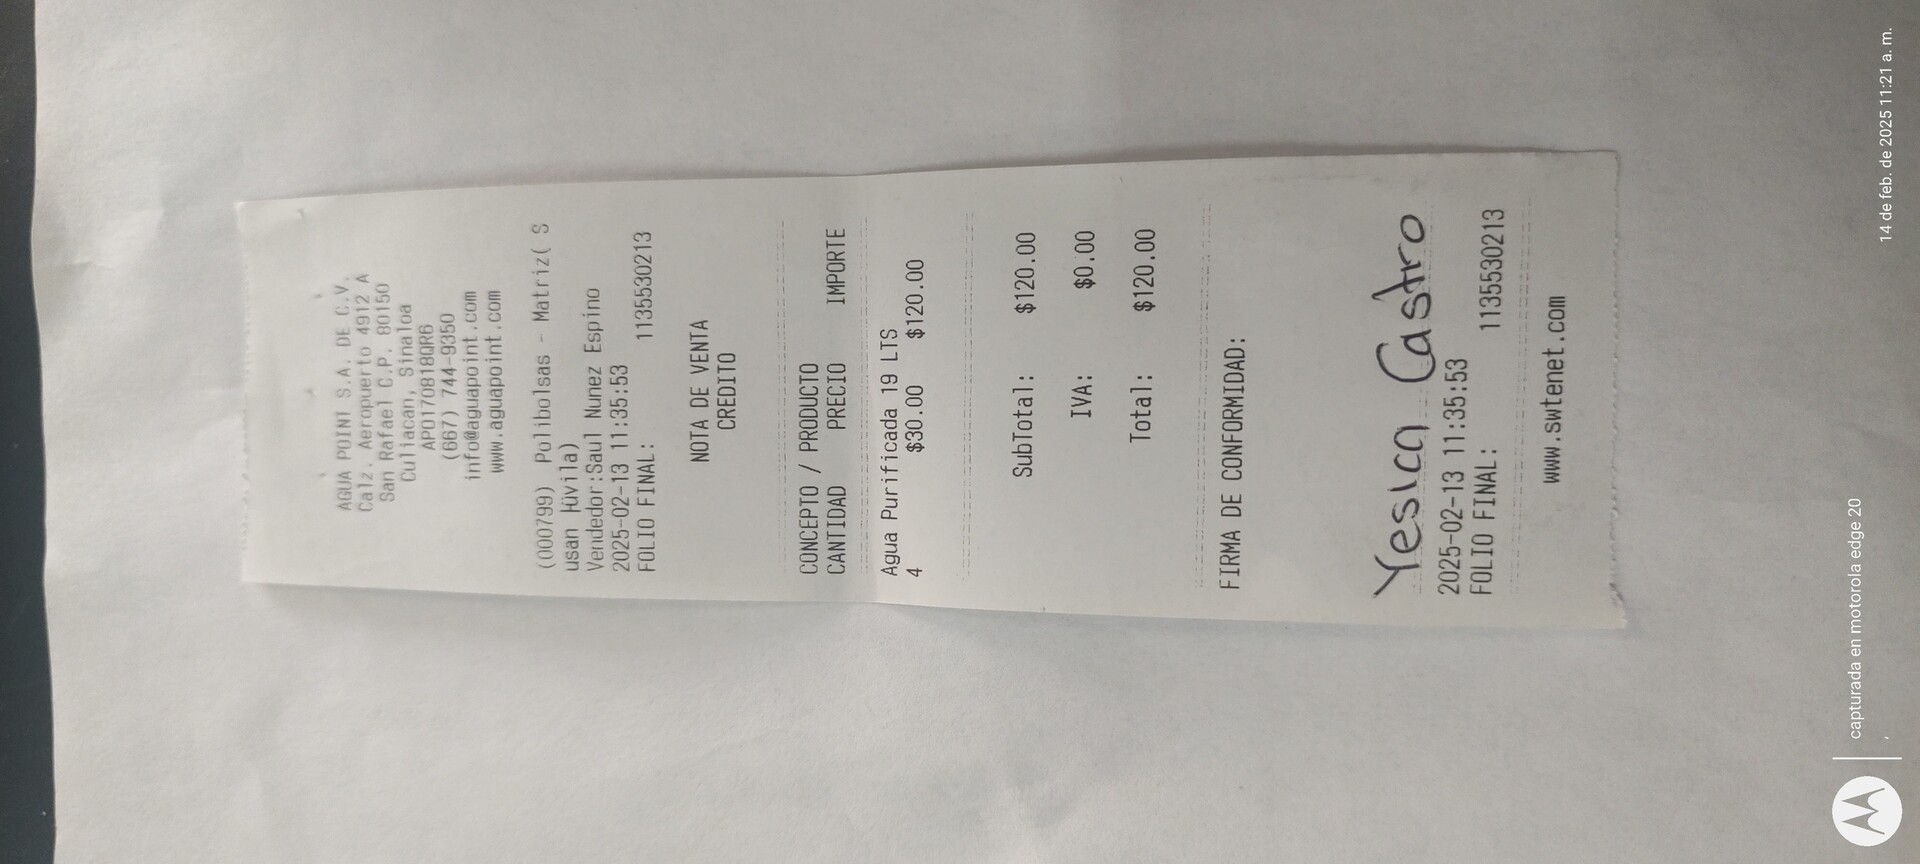 AGUA POINT S.A. DE C.V.
Calz. Aeropuerto 4912 A
San Rafael C.P. 80150
Culiacan, Sinaloa
APO170818QR6
(667) 744-9350
info@aguapoint.com
www.aguapoint.com
(000799) Polibolsas - Matriz( S
usan Hüvila)
Vendedor:Saul Nunez Espino
2025-02-13 11:35:53
FOLIO FINAL: 1135530213
NOTA DE VENTA
CREDITO
CONCEPTO / PRODUCTO
CANTIDAD PRECIO IMPORTE
Agua Purificada 19 LTS
4 $30.00 $120.00
SubTotal: $120.00
IVA: $0.00
Total: $120.00
FIRMA DE CONFORMIDAD:
Yesica Castro
2025-02-13 11:35:53
FOLIO FINAL: 1135530213
www.swtenet.com
capturada en motorola edge 20
14 de feb. de 2025 11:21 a. m.